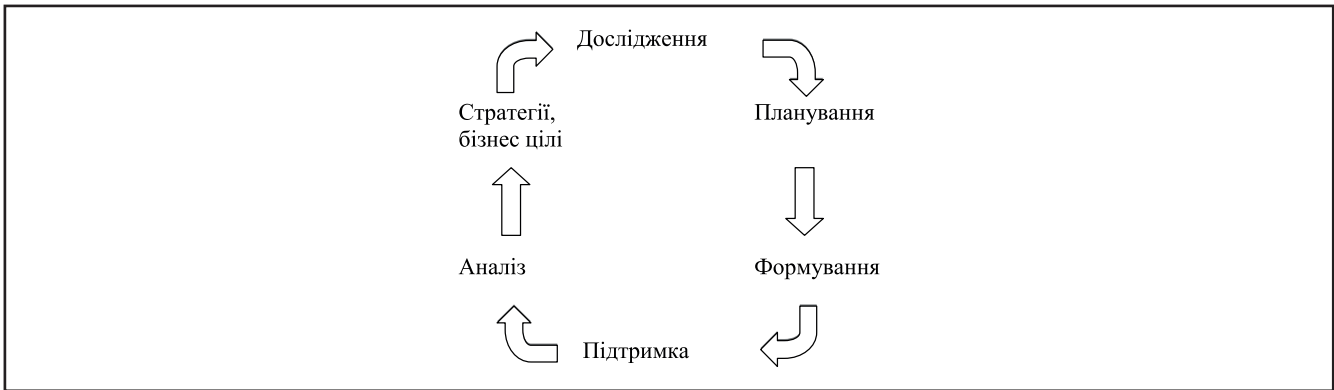 Дослідження
Стратегії,
бізнес цілі
Планування
Аналіз
Формування
Підтримка